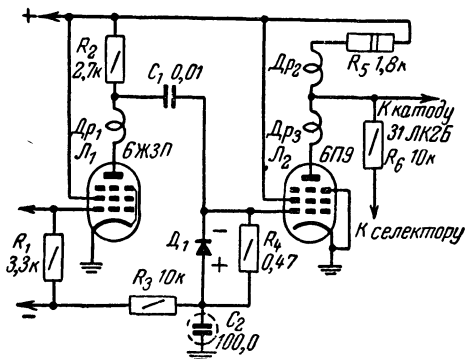 +
R2
2,7к
C1 0,01
Др1
Л1
6Ж3П
Др2
R5 1,8к
К катоду
31 ЛК2Б
Др3
Л2
6П9
R6 10к
К селектору
R1
3,3к
Д1
−
+
R4
0,47
R3 10к
−
C2
100,0